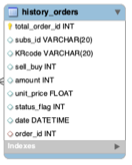 history_orders
total_order_id INT
subs_id VARCHAR(20)
KRcode VARCHAR(20)
sell_buy INT
amount INT
unit_price FLOAT
status_flag INT
date DATETIME
order_id INT
Indexes